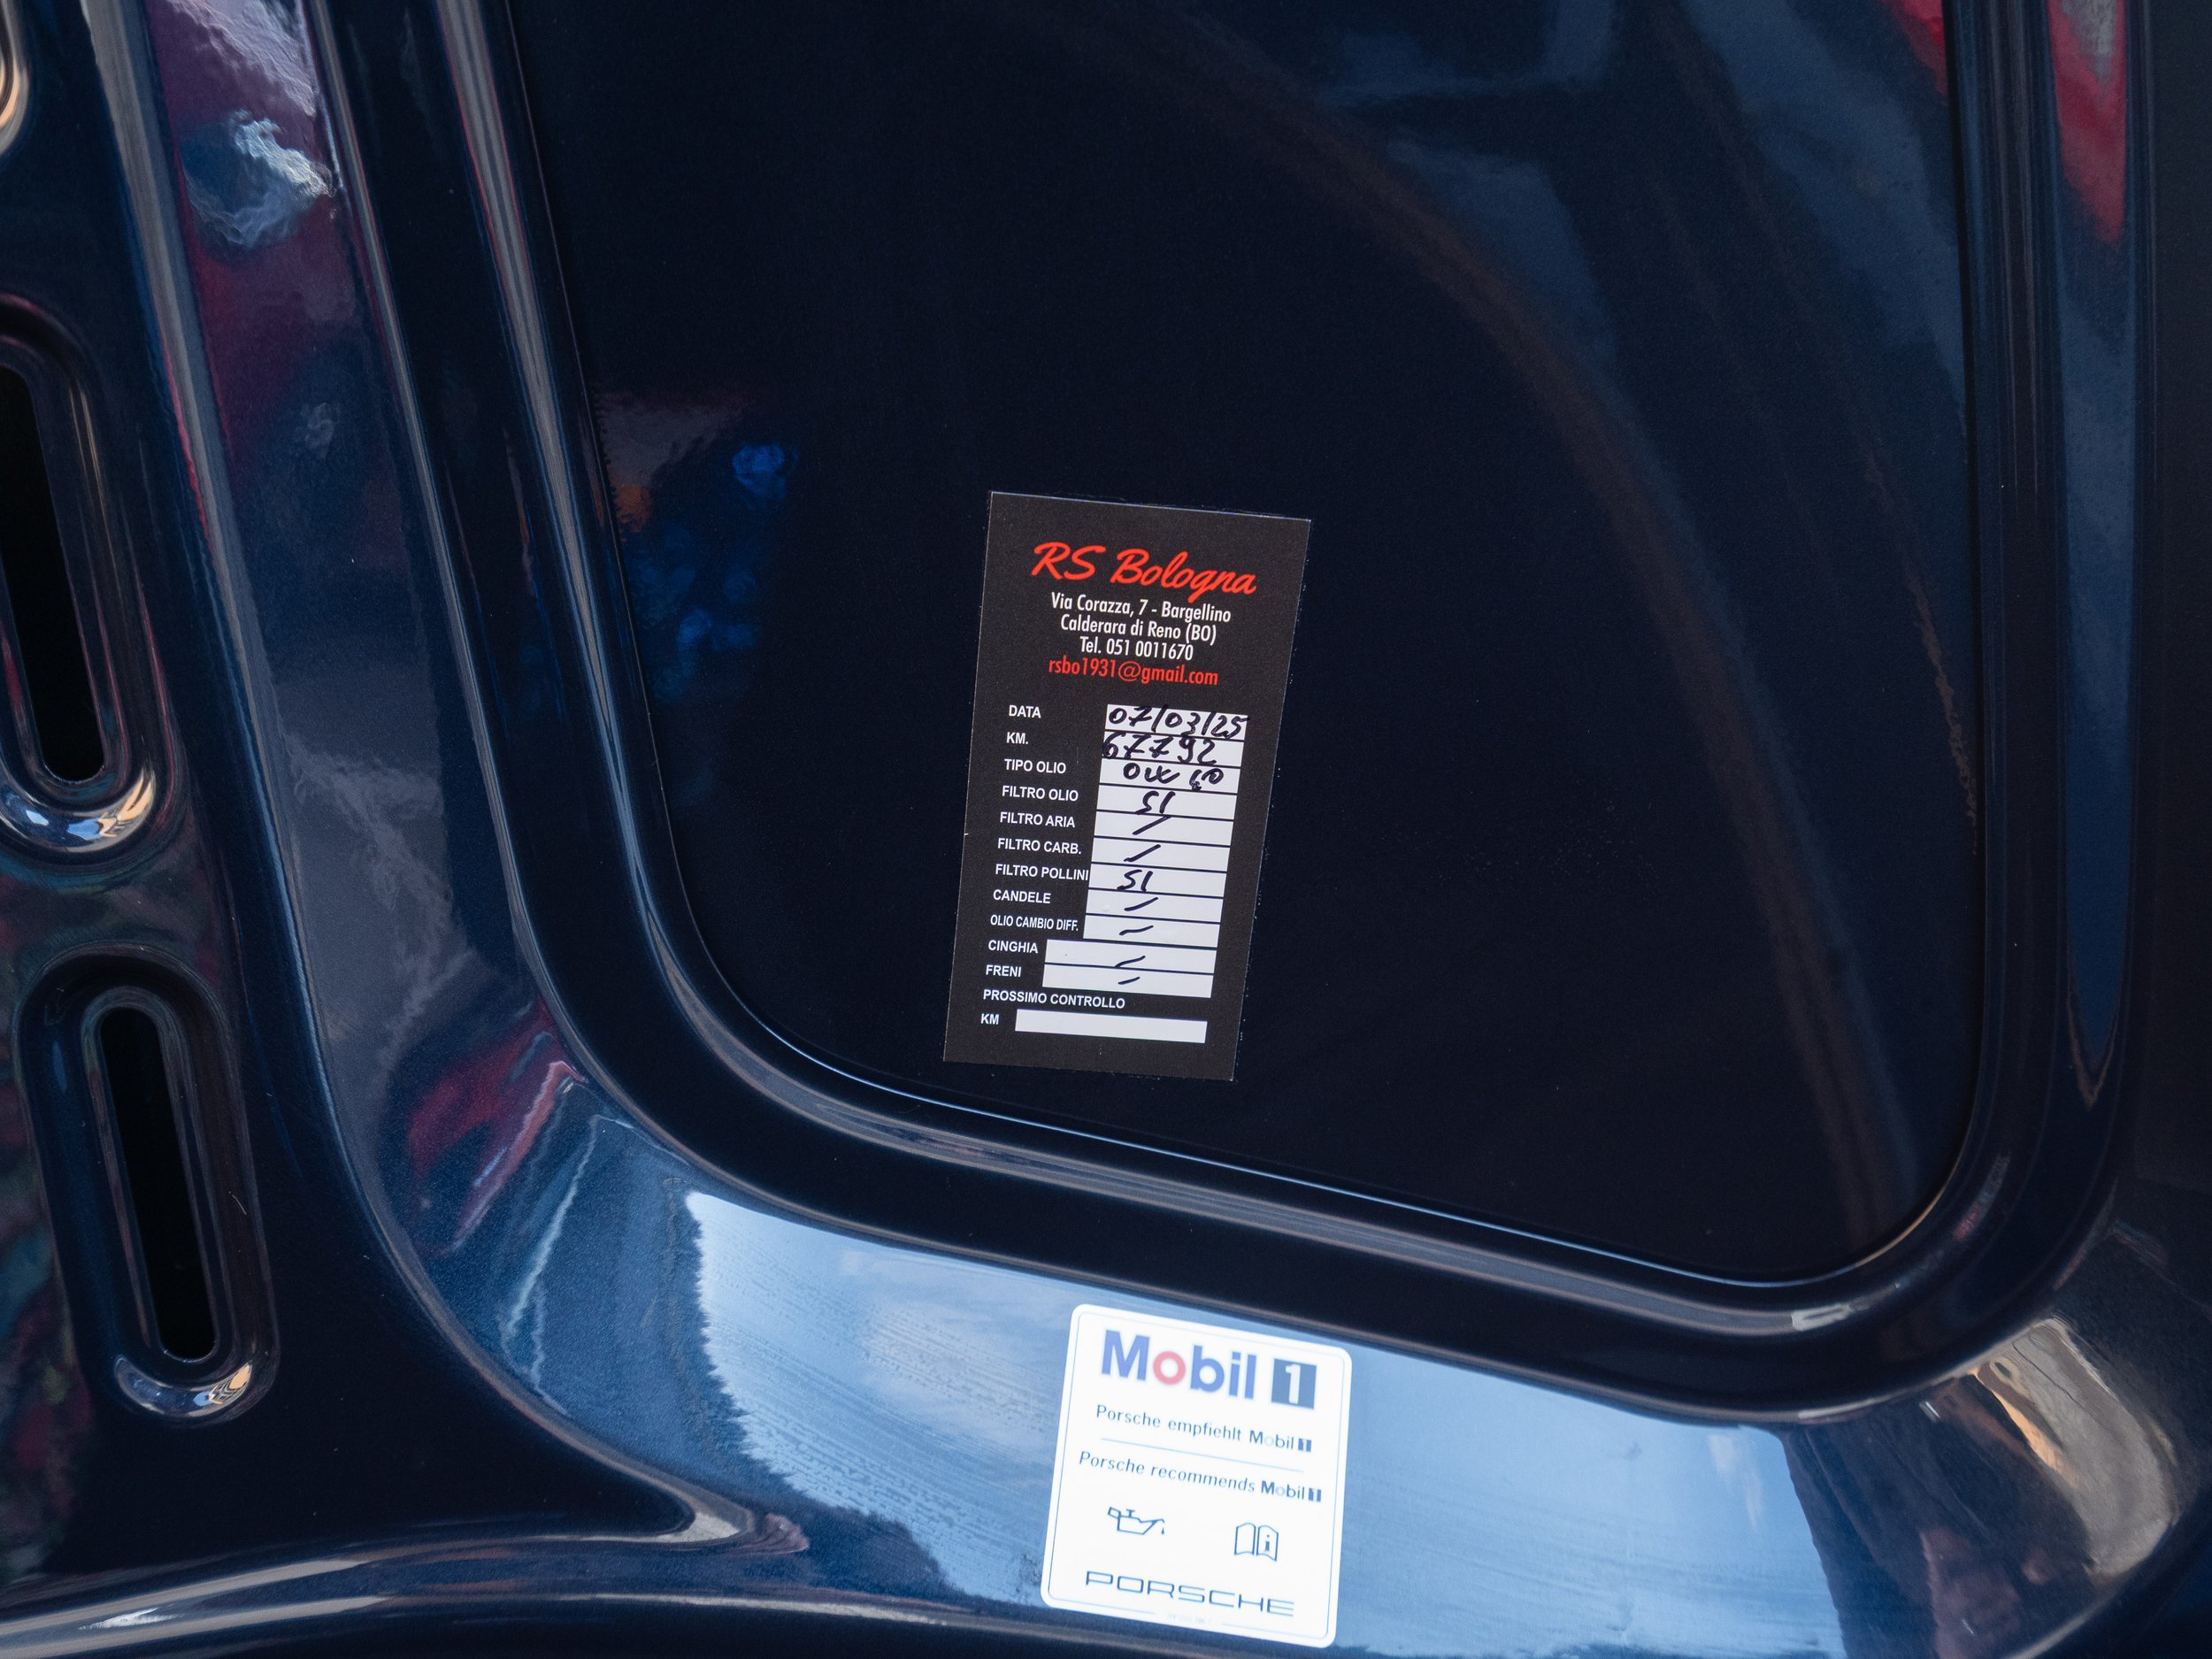 RS Bologna
Via Corazza, 7 - Bargellino
Calderara di Reno (BO)
Tel. 051 0011670
rsbo1931@gmail.com
DATA 07/03/25
KM. 67792
TIPO OLIO 0W
FILTRO OLIO SI
FILTRO ARIA /
FILTRO CARB. /
FILTRO POLLINI SI
CANDELE /
OLIO CAMBIO DIFF. /
CINGHIA /
FRENI /
PROSSIMO CONTROLLO
KM
Mobil 1
Porsche empfiehlt Mobil 1
Porsche recommends Mobil 1
PORSCHE